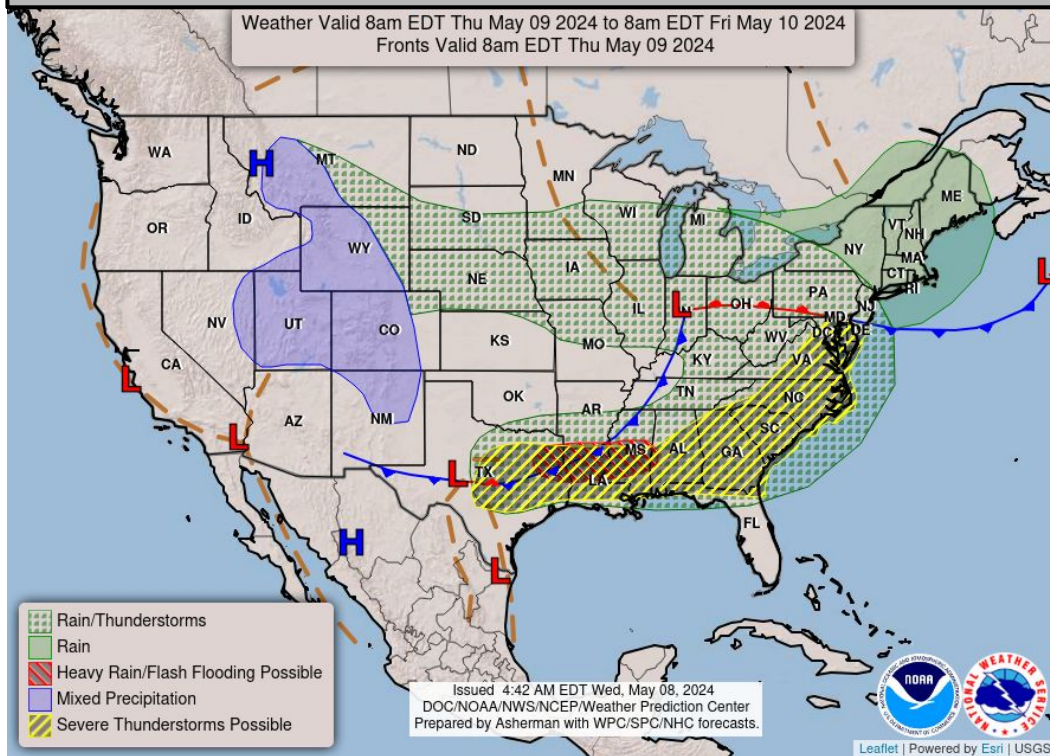 Weather Valid 8am EDT Thu May 09 2024 to 8am EDT Fri May 10 2024
Fronts Valid 8am EDT Thu May 09 2024
WA
MT
ND
MN
ME
OR
ID
SD
WI
MI
VT
NH
WY
NY
MA
CT
RI
H
NE
IA
PA
NJ
NV
UT
CO
IL
L
OH
MD
DE
DC
L
KS
MO
WV
VA
CA
KY
L
OK
AR
TN
NC
AZ
NM
SC
L
L
TX
MS
AL
GA
LA
FL
H
L
Rain/Thunderstorms
Rain
Heavy Rain/Flash Flooding Possible
Mixed Precipitation
Severe Thunderstorms Possible
Issued 4:42 AM EDT Wed, May 08, 2024
DOC/NOAA/NWS/NCEP/Weather Prediction Center
Prepared by Asherman with WPC/SPC/NHC forecasts.
NOAA
NATIONAL WEATHER SERVICE
Leaflet | Powered by Esri | USGS